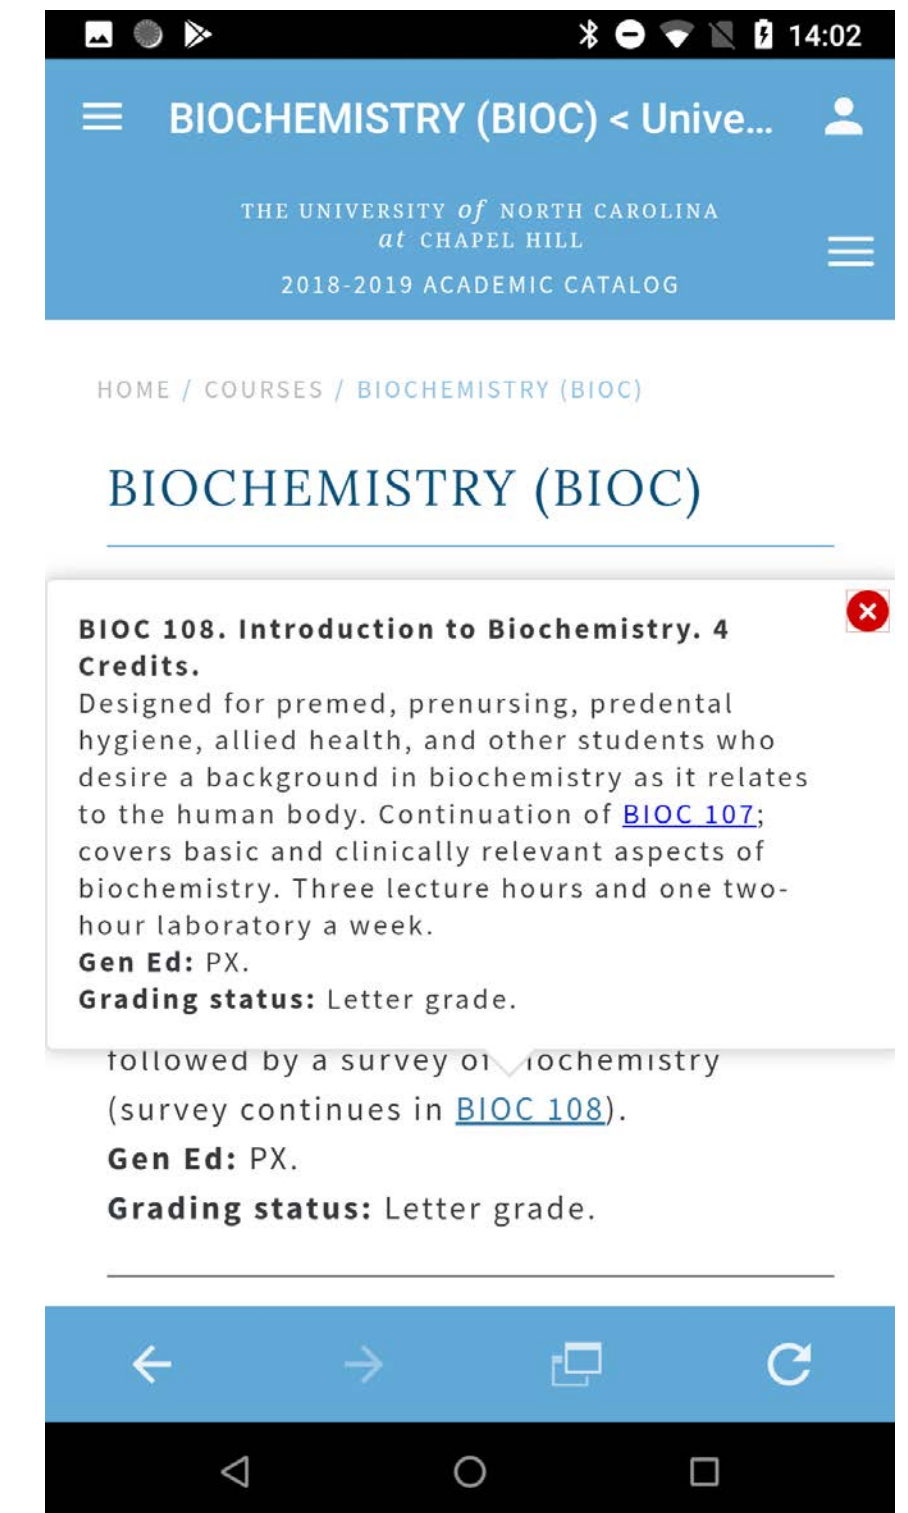 14:02
BIOCHEMISTRY (BIOC) < Unive...
THE UNIVERSITY of NORTH CAROLINA
at CHAPEL HILL
2018-2019 ACADEMIC CATALOG
HOME / COURSES / BIOCHEMISTRY (BIOC)
BIOCHEMISTRY (BIOC)
BIOC 108. Introduction to Biochemistry. 4
Credits.
Designed for premed, prenursing, predental
hygiene, allied health, and other students who
desire a background in biochemistry as it relates
to the human body. Continuation of BIOC 107;
covers basic and clinically relevant aspects of
biochemistry. Three lecture hours and one two-
hour laboratory a week.
Gen Ed: PX.
Grading status: Letter grade.
followed by a survey of biochemistry
(survey continues in BIOC 108).
Gen Ed: PX.
Grading status: Letter grade.